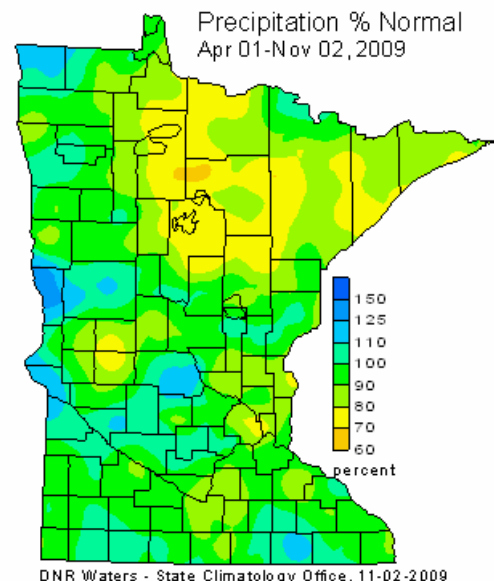 Precipitation % Normal
Apr 01-Nov 02, 2009
150
125
110
100
90
80
70
60
percent
DNR Waters - State Climatology Office, 11-02-2009